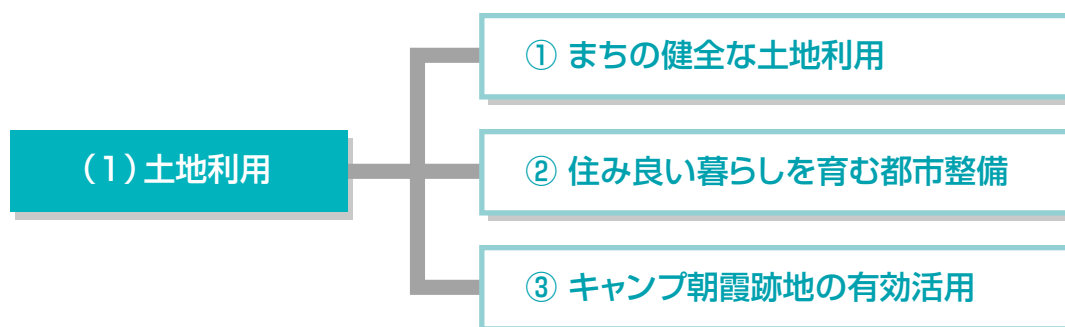 （1）土地利用
① まちの健全な土地利用
② 住み良い暮らしを育む都市整備
③ キャンプ朝霞跡地の有効活用